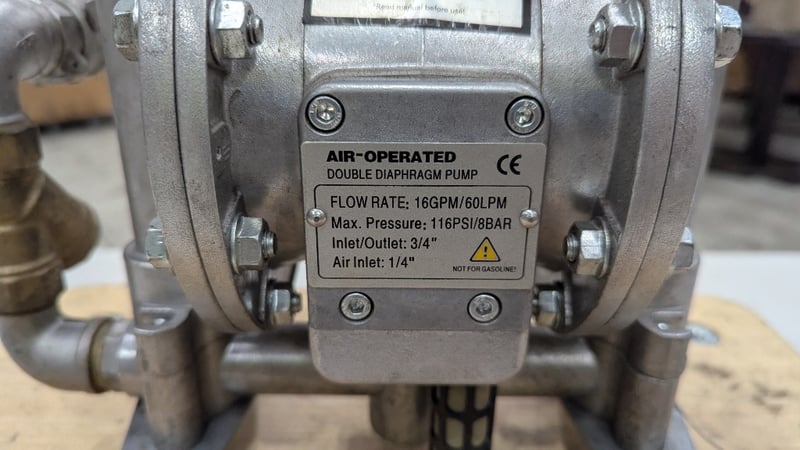 *Read manual before use!
AIR-OPERATED
DOUBLE DIAPHRAGM PUMP
CE
FLOW RATE: 16GPM/60LPM
Max. Pressure: 116PSI/8BAR
Inlet/Outlet: 3/4"
Air Inlet: 1/4"
NOT FOR GASOLINE!